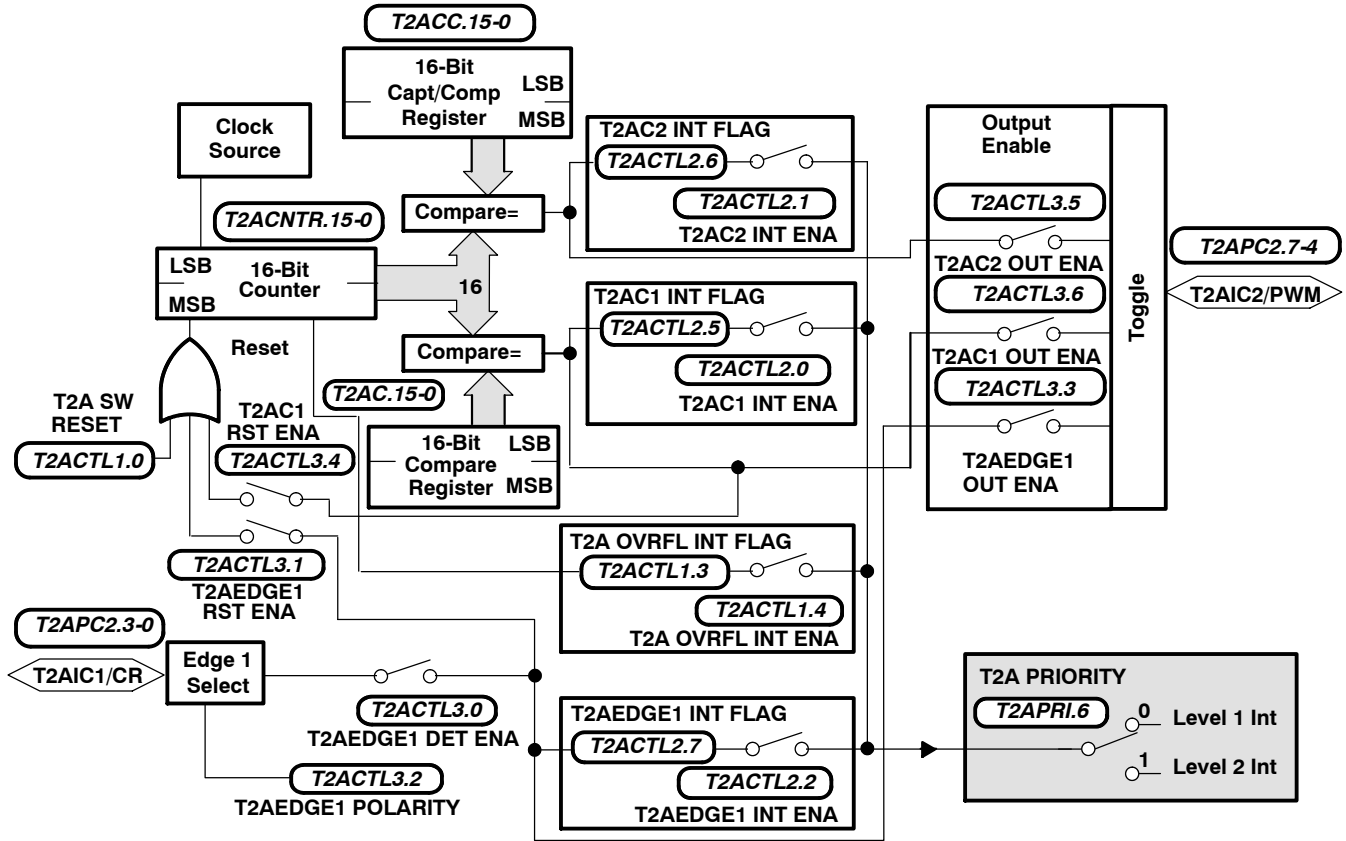 T2ACC.15-0
16-Bit
Capt/Comp
Register
LSB
MSB
Clock
Source
T2ACNTR.15-0
LSB
MSB
16-Bit
Counter
Compare=
16
Compare=
Reset
T2AC.15-0
16-Bit
Compare
Register
LSB
MSB
T2A SW
RESET
T2ACTL1.0
T2AC1
RST ENA
T2ACTL3.4
T2ACTL3.1
T2AEDGE1
RST ENA
T2APC2.3-0
T2AIC1/CR
Edge 1
Select
T2ACTL3.0
T2AEDGE1 DET ENA
T2ACTL3.2
T2AEDGE1 POLARITY
T2AC2 INT FLAG
T2ACTL2.6
T2ACTL2.1
T2AC2 INT ENA
T2AC1 INT FLAG
T2ACTL2.5
T2ACTL2.0
T2AC1 INT ENA
T2A OVRFL INT FLAG
T2ACTL1.3
T2ACTL1.4
T2A OVRFL INT ENA
T2AEDGE1 INT FLAG
T2ACTL2.7
T2ACTL2.2
T2AEDGE1 INT ENA
Output
Enable
T2ACTL3.5
T2AC2 OUT ENA
T2ACTL3.6
T2AC1 OUT ENA
T2ACTL3.3
T2AEDGE1
OUT ENA
Toggle
T2APC2.7-4
T2AIC2/PWM
T2A PRIORITY
T2APRI.6
0
Level 1 Int
1
Level 2 Int